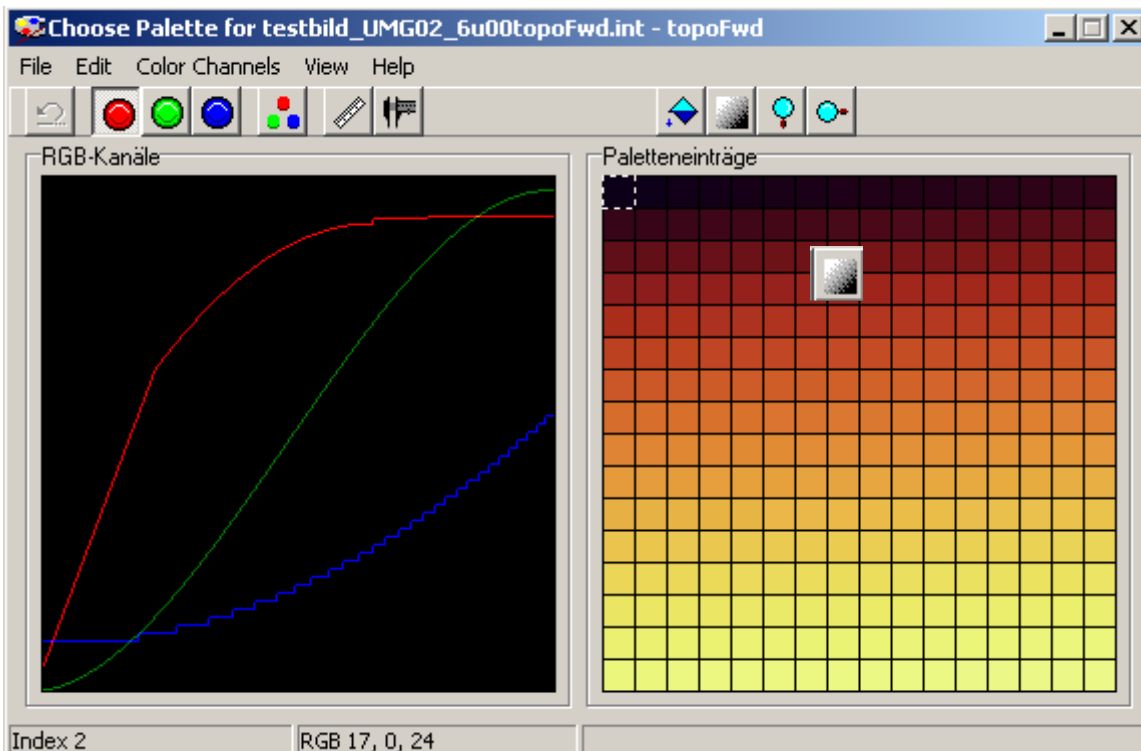 Choose Palette for testbild_UMG02_6u00topoFwd.int - topoFwd
File Edit Color Channels View Help
RGB-Kanäle
Paletteneinträge
Index 2
RGB 17, 0, 24